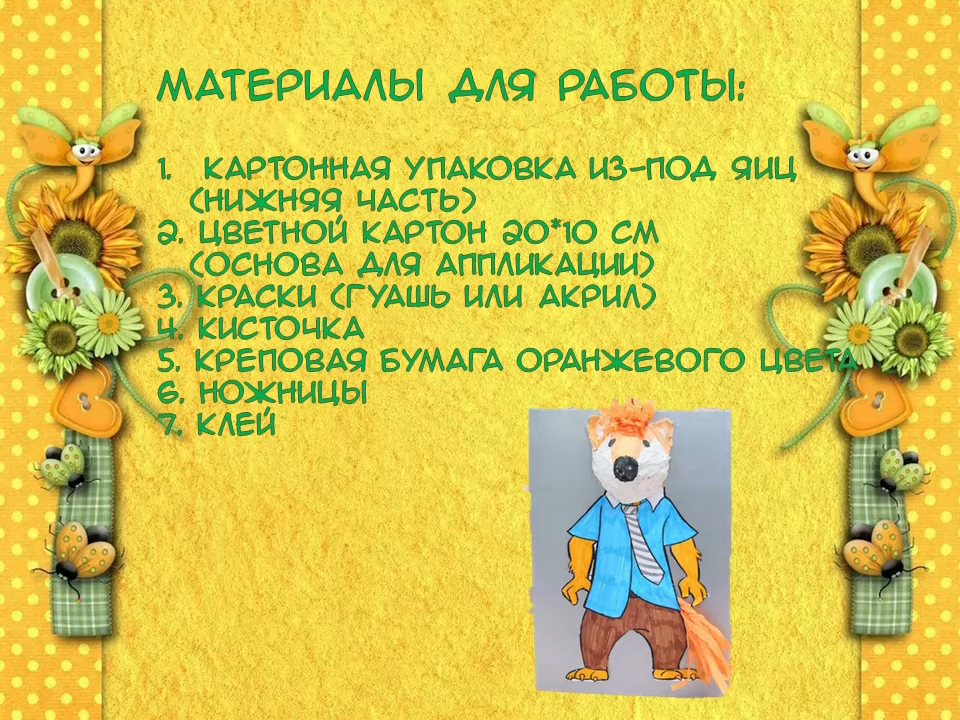 МАТЕРИАЛЫ ДЛЯ РАБОТЫ:
1. КАРТОННАЯ УПАКОВКА ИЗ-ПОД ЯИЦ
(НИЖНЯЯ ЧАСТЬ)
2. ЦВЕТНОЙ КАРТОН 20*10 СМ
(ОСНОВА ДЛЯ АППЛИКАЦИИ)
3. КРАСКИ (ГУАШЬ ИЛИ АКРИЛ)
4. КИСТОЧКА
5. КРЕПОВАЯ БУМАГА ОРАНЖЕВОГО ЦВЕТА
6. НОЖНИЦЫ
7. КЛЕЙ